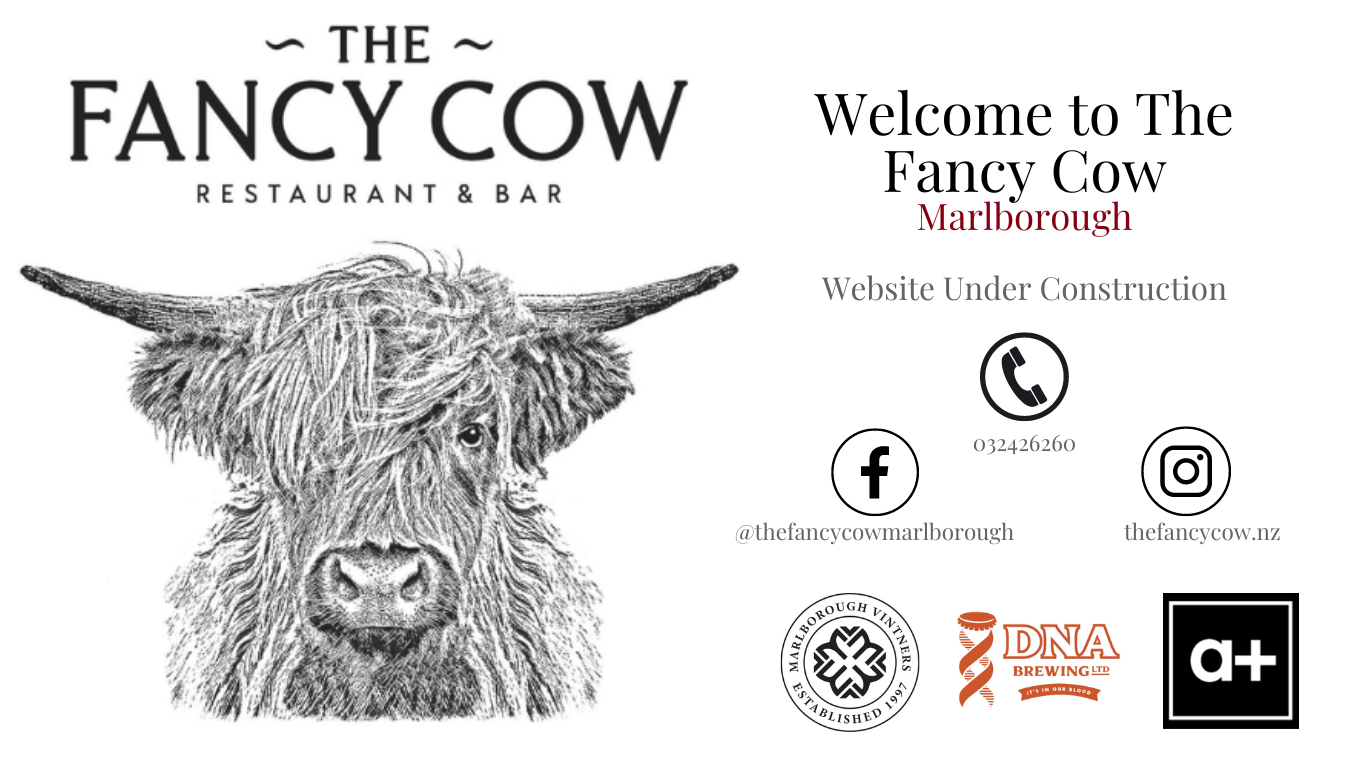 ~ THE ~
FANCY COW
RESTAURANT & BAR
Welcome to The
Fancy Cow
Marlborough
Website Under Construction
032426260
@thefancycowmarlborough
thefancycow.nz
MARLBOROUGH VINTNERS
ESTABLISHED 1997
DNA
BREWING LTD
IT'S IN OUR BLOOD
a+